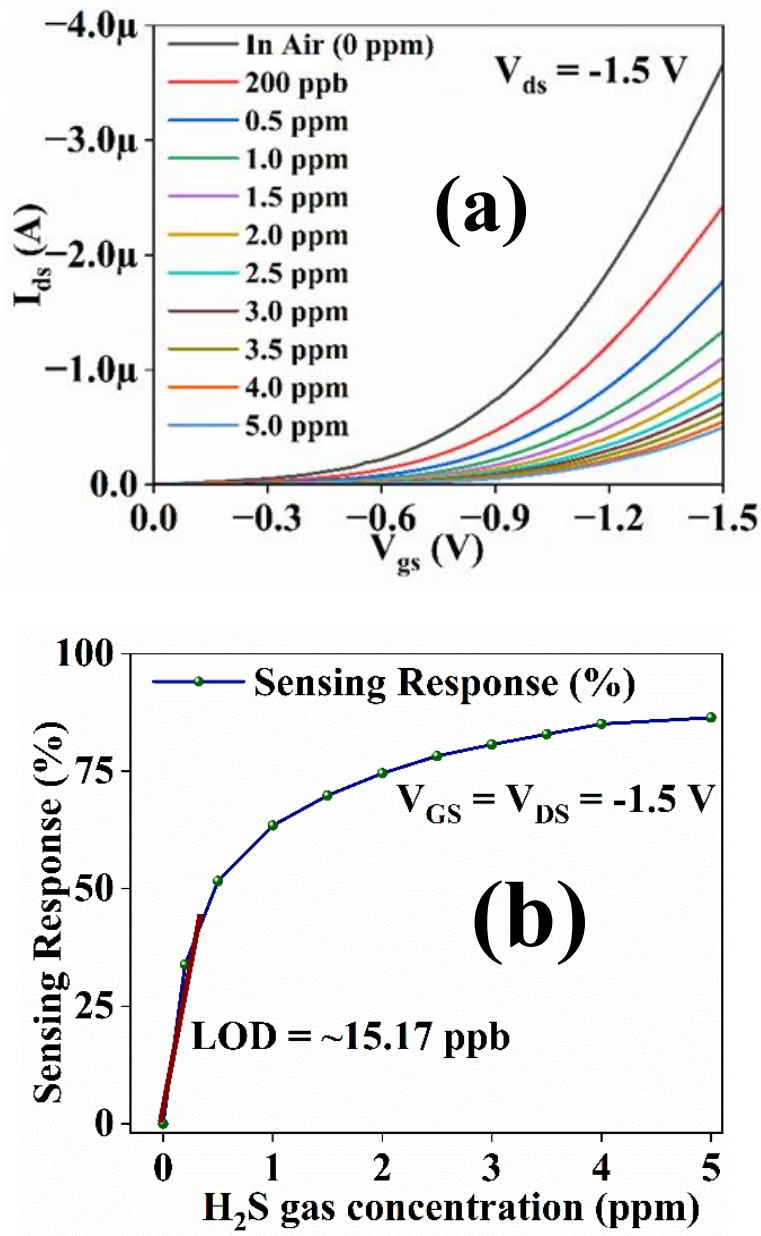 −4.0μ
−3.0μ
−2.0μ
−1.0μ
0.0
I_ds (A)
In Air (0 ppm)
200 ppb
0.5 ppm
1.0 ppm
1.5 ppm
2.0 ppm
2.5 ppm
3.0 ppm
3.5 ppm
4.0 ppm
5.0 ppm
V_ds = -1.5 V
(a)
0.0 −0.3 −0.6 −0.9 −1.2 −1.5
V_gs (V)
100
75
50
25
0
Sensing Response (%)
Sensing Response (%)
V_GS = V_DS = -1.5 V
(b)
LOD = ~15.17 ppb
0 1 2 3 4 5
H₂S gas concentration (ppm)